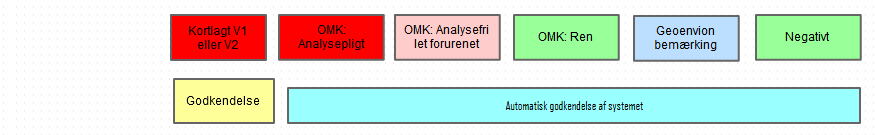 Kortlagt V1
eller V2
OMK:
Analysepligt
OMK: Analysefri
let forurenet
OMK: Ren
Geoenvion
bemærking
Negativt
Godkendelse
Automatisk godkendelse af systemet